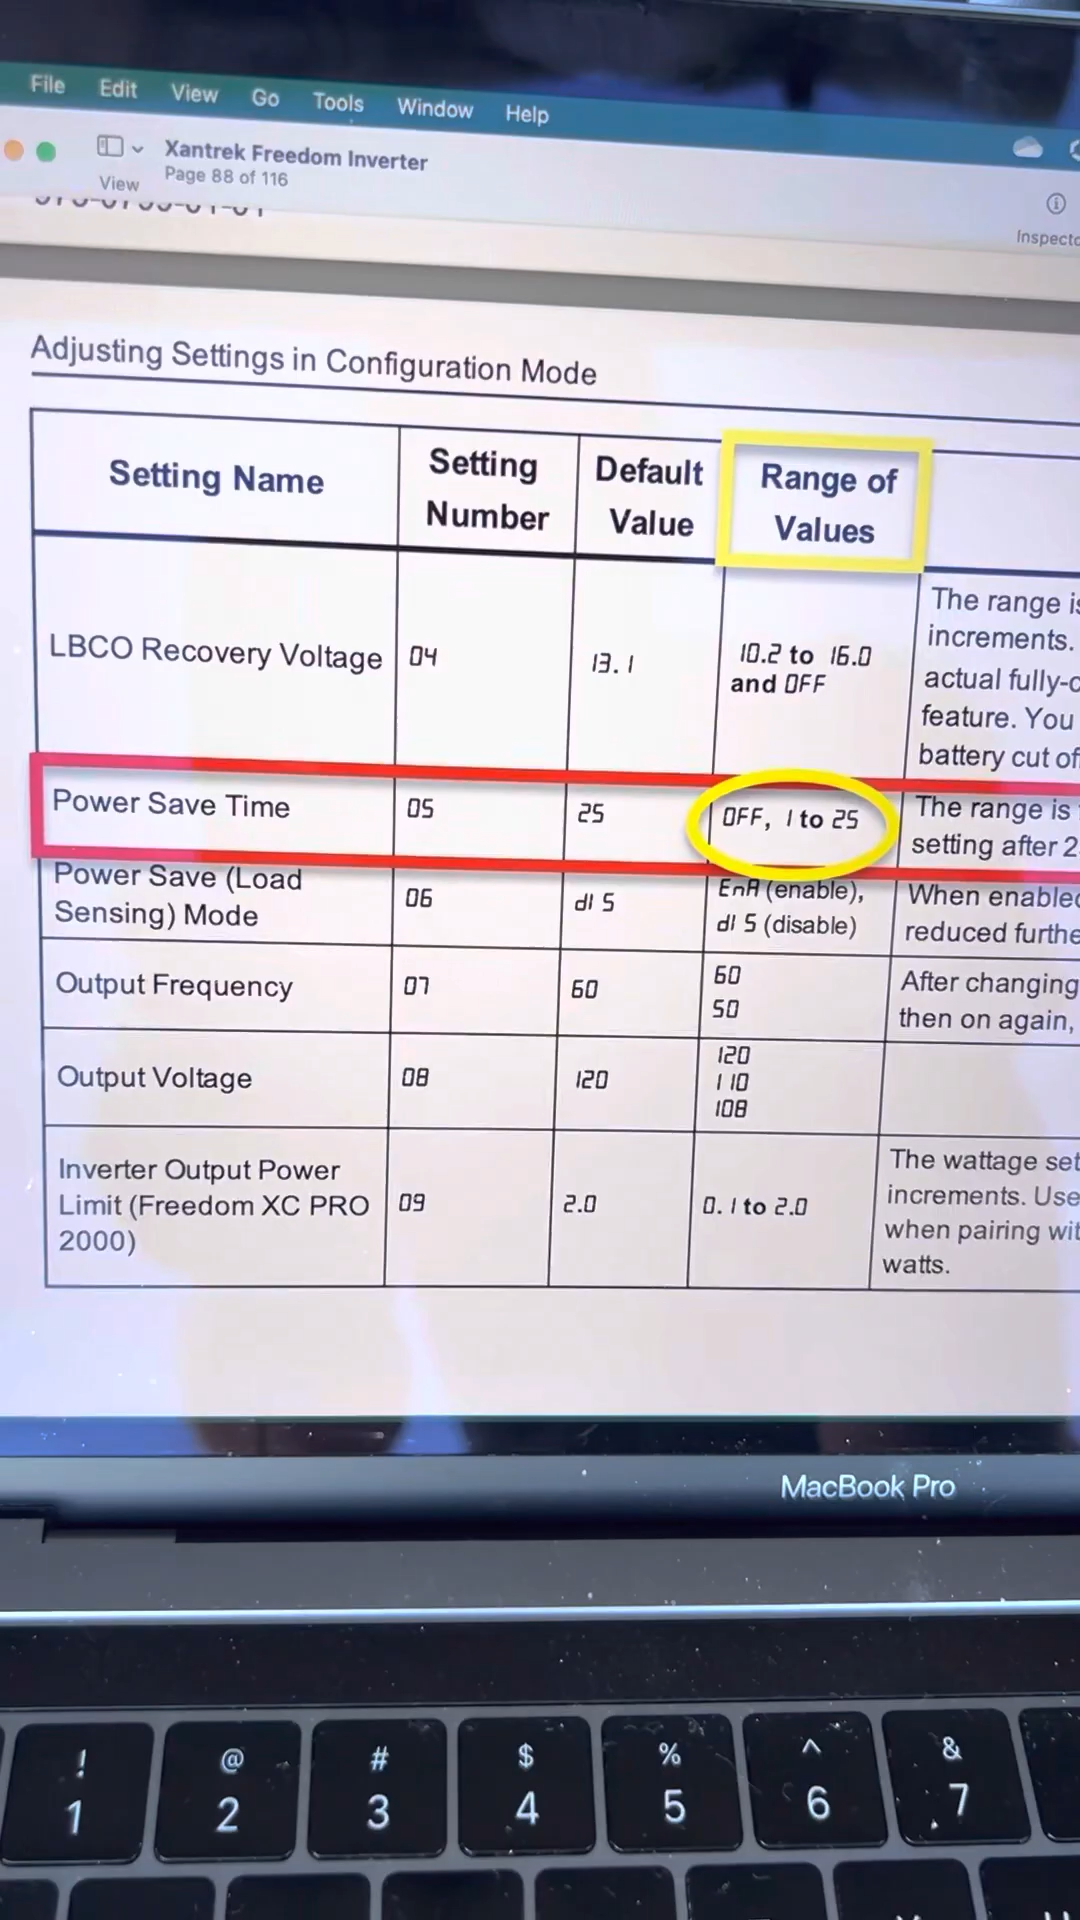 File Edit View Go Tools Window Help
Xantrek Freedom Inverter
Page 88 of 116
View
Adjusting Settings in Configuration Mode
Setting Name
Setting Number
Default Value
Range of Values
LBCO Recovery Voltage
04
13.1
10.2 to 16.0
and OFF
The range is
increments.
actual fully-c
feature. You
battery cut of
Power Save Time
05
25
OFF, 1 to 25
The range is
setting after 2
Power Save (Load
Sensing) Mode
06
dIS
EnA (enable),
dIS (disable)
When enabled
reduced furthe
Output Frequency
07
60
60
50
After changing
then on again,
Output Voltage
08
120
120
110
108
Inverter Output Power
Limit (Freedom XC PRO
2000)
09
2.0
0.1 to 2.0
The wattage set
increments. Use
when pairing wit
watts.
MacBook Pro
! @ # $ % ^ &
1 2 3 4 5 6 7